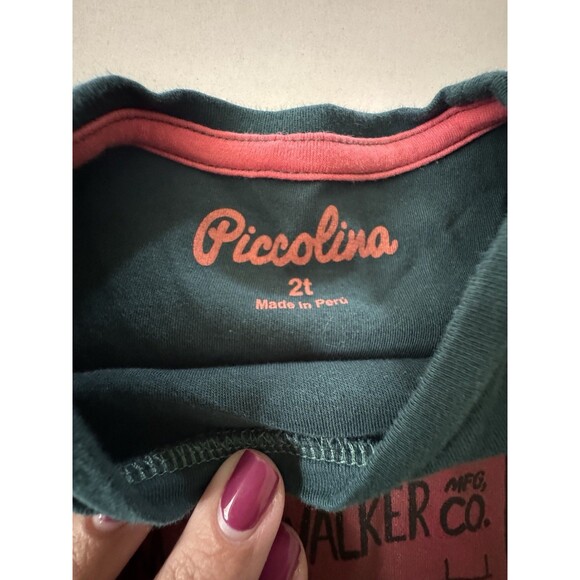 Piccolina
2t
Made in Perú
WALKER MFG, CO.